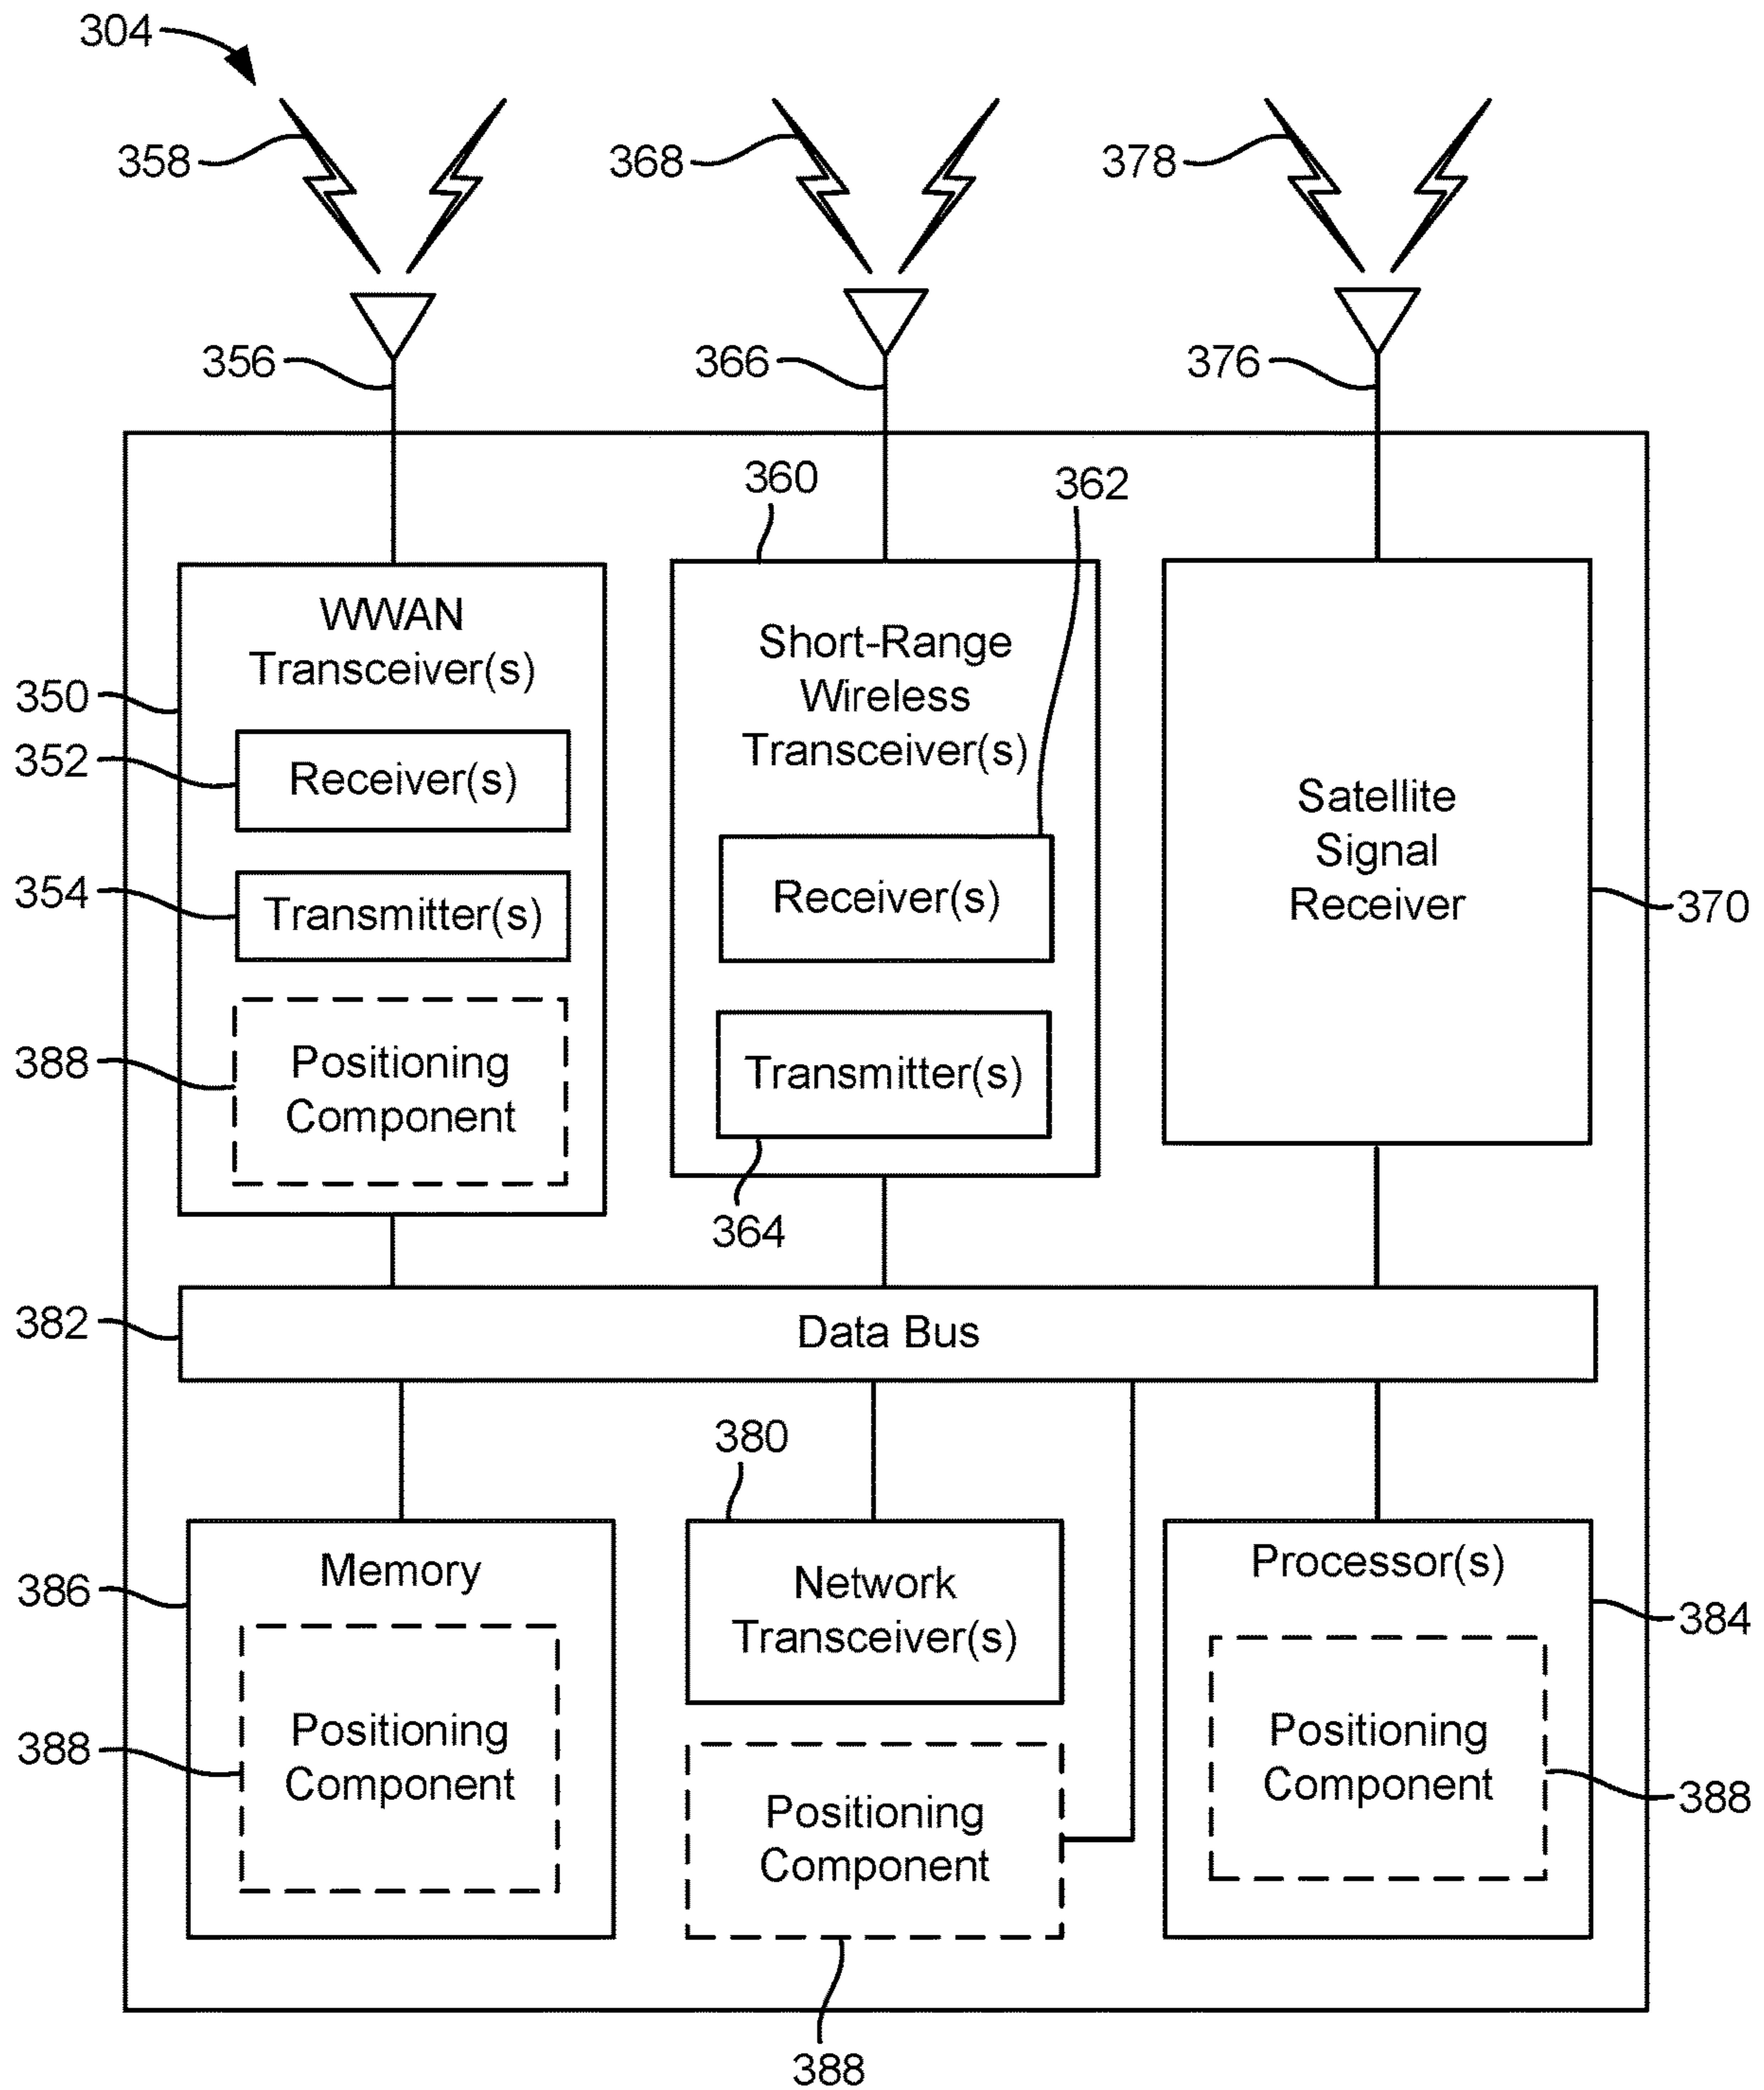 304
358
368
378
356
366
376
360
362
WWAN
Transceiver(s)
Short-Range
Wireless
Transceiver(s)
350
352
Receiver(s)
Satellite
Signal
Receiver
354
Transmitter(s)
Receiver(s)
370
388
Positioning
Component
Transmitter(s)
364
382
Data Bus
380
386
Memory
Network
Transceiver(s)
Processor(s)
384
388
Positioning
Component
Positioning
Component
Positioning
Component
388
388